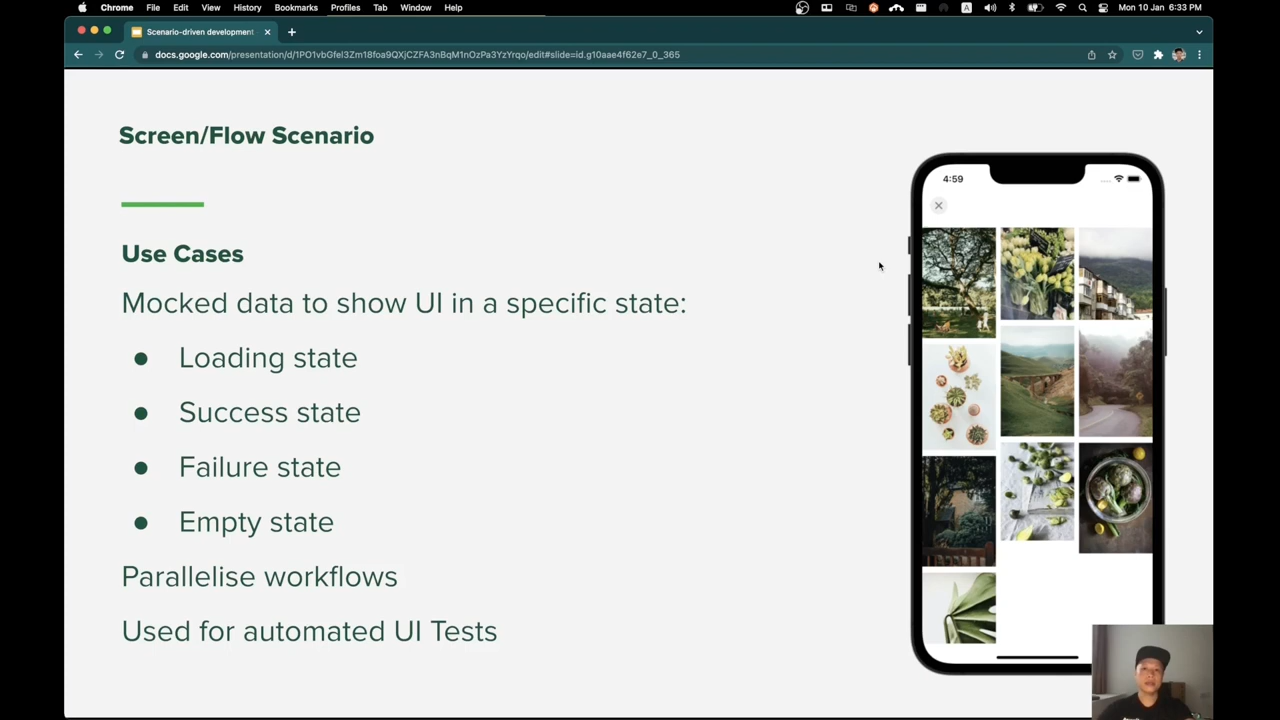 Chrome File Edit View History Bookmarks Profiles Tab Window Help
A
Mon 10 Jan 6:33 PM
Scenario-driven development
docs.google.com/presentation/d/1PO1vbGfeI3Zm18foa9QXjCZFA3nBqM1nOzPa3YzYrqo/edit#slide=id.g10aae4f62e7_0_365
Screen/Flow Scenario
4:59
Use Cases
Mocked data to show UI in a specific state:
● Loading state
● Success state
● Failure state
● Empty state
Parallelise workflows
Used for automated UI Tests